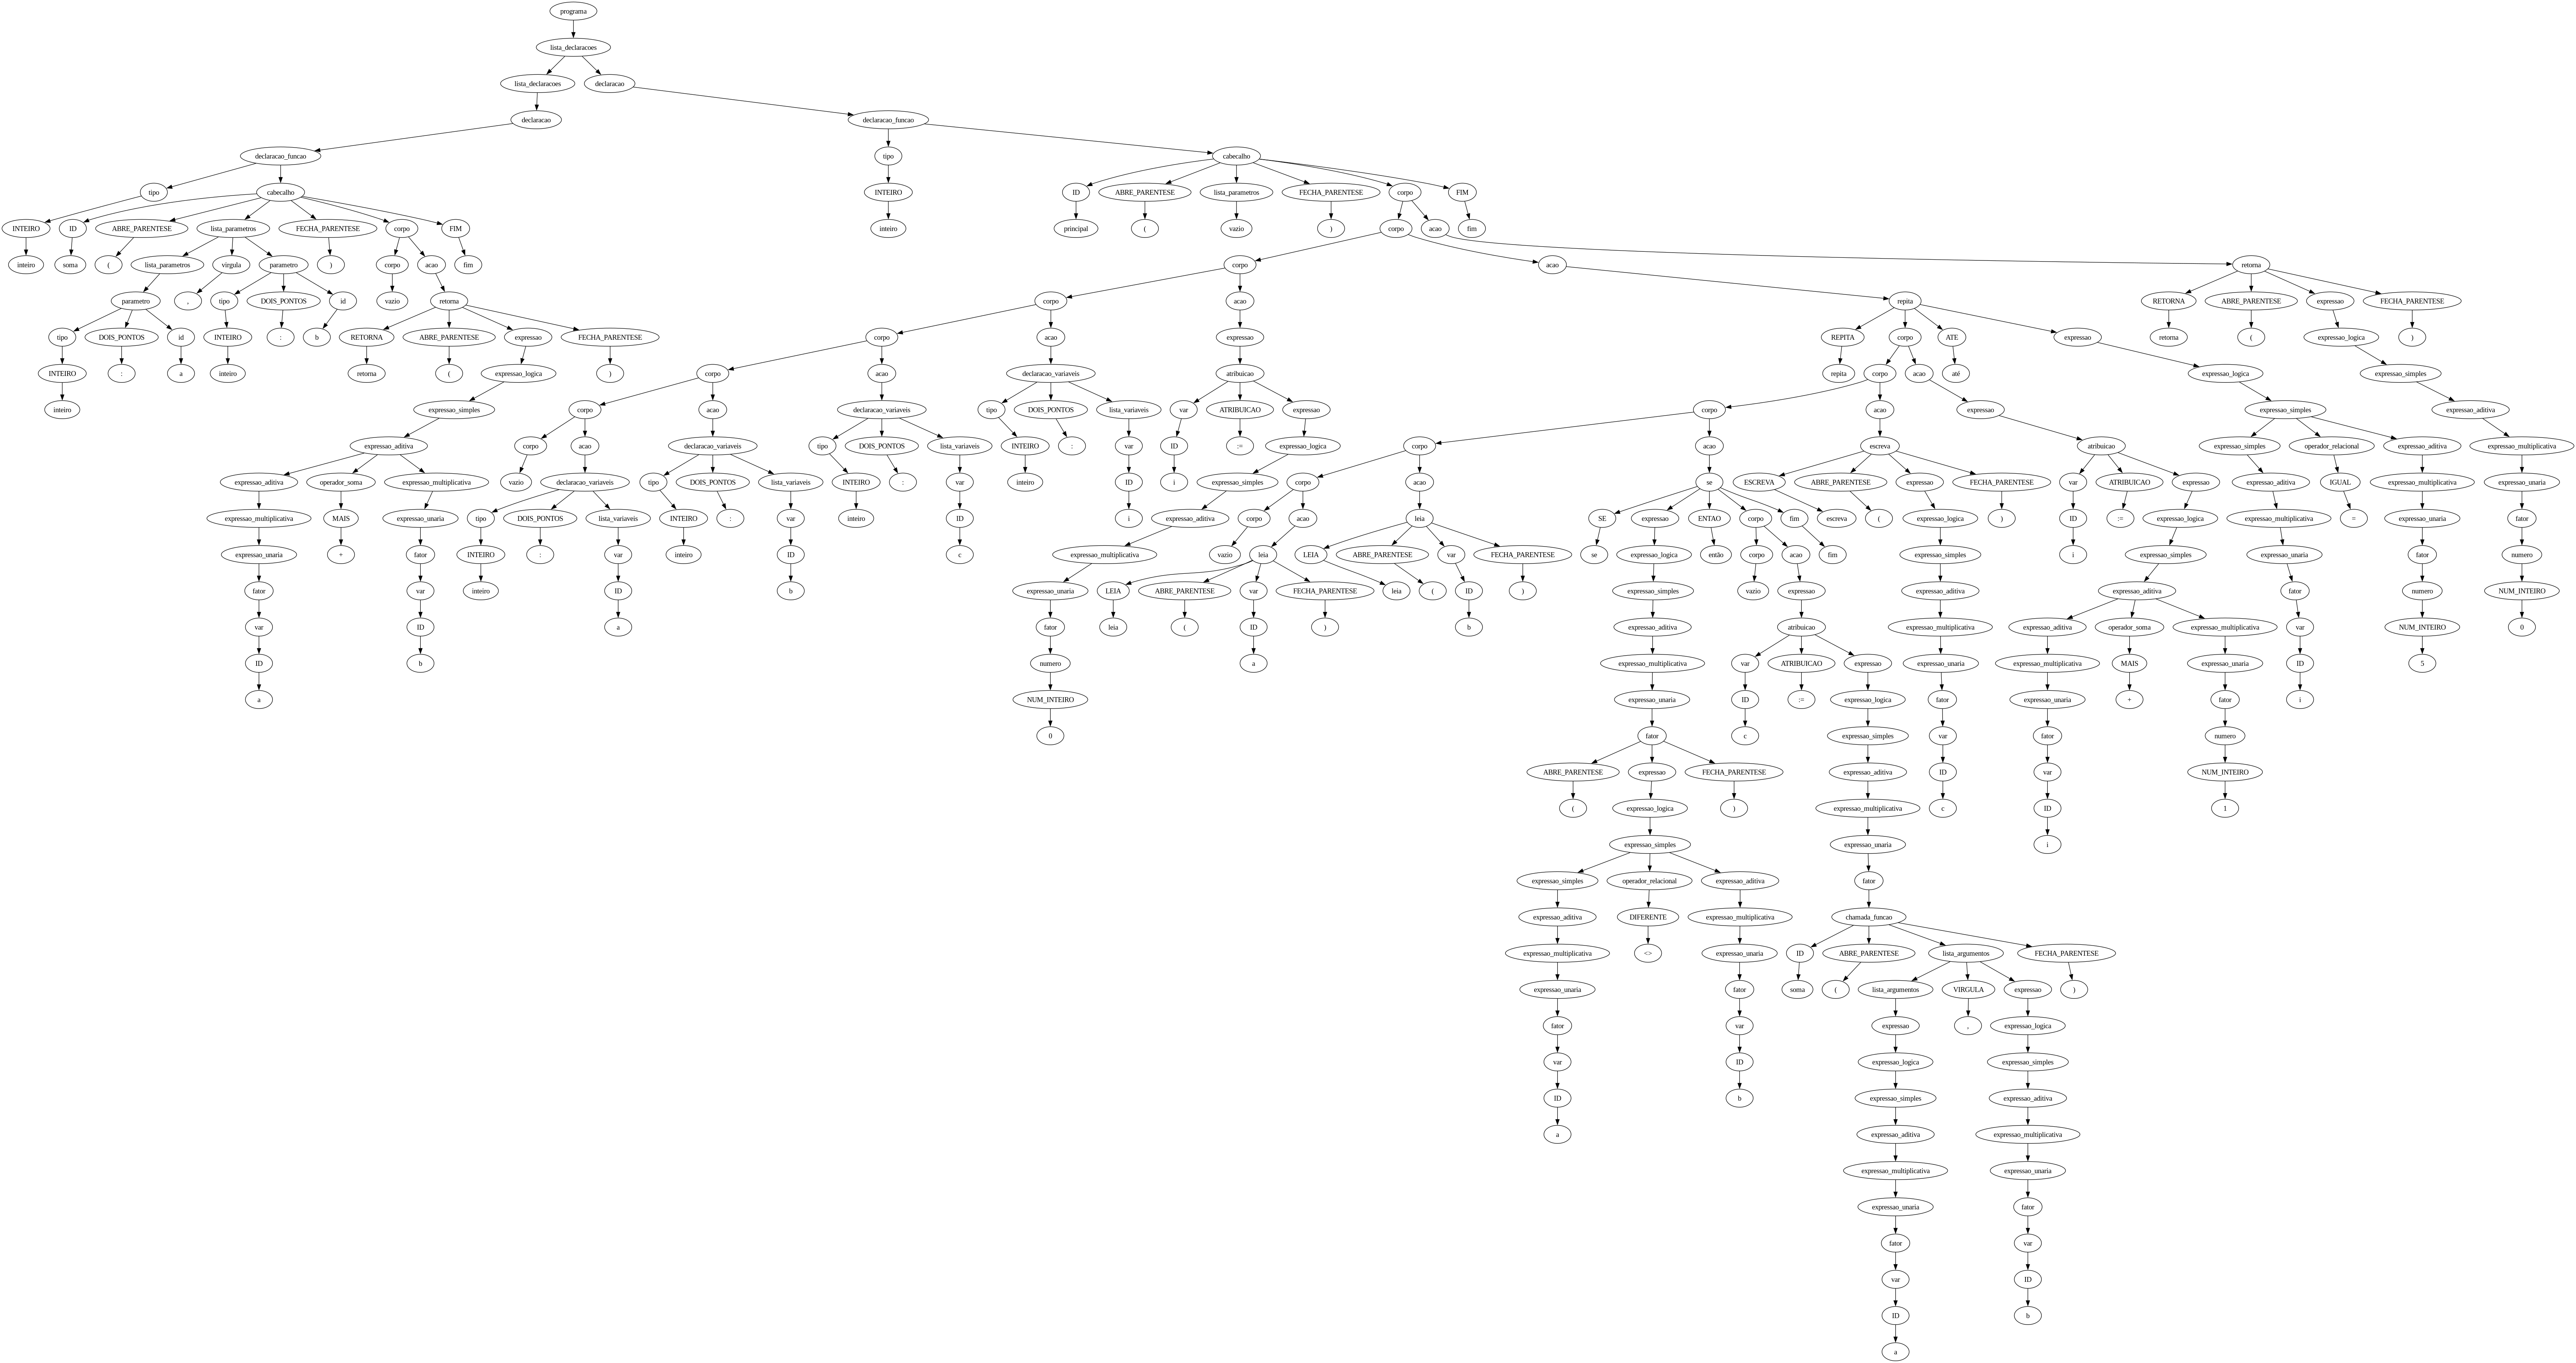 programa
lista_declaracoes
lista_declaracoes declaracao
declaracao declaracao_funcao
declaracao_funcao tipo cabecalho
tipo cabecalho INTEIRO ID ABRE_PARENTESE lista_parametros FECHA_PARENTESE corpo FIM
INTEIRO ID ABRE_PARENTESE lista_parametros FECHA_PARENTESE corpo FIM inteiro principal ( vazio ) corpo acao fim
inteiro soma ( lista_parametros virgula parametro ) corpo acao fim corpo acao retorna
parametro , tipo DOIS_PONTOS id vazio retorna corpo acao repita RETORNA ABRE_PARENTESE expressao FECHA_PARENTESE
tipo DOIS_PONTOS id INTEIRO : b RETORNA ABRE_PARENTESE expressao FECHA_PARENTESE corpo acao expressao REPITA corpo ATE expressao retorna ( expressao_logica )
INTEIRO : a inteiro retorna ( expressao_logica ) corpo acao declaracao_variaveis atribuicao repita corpo acao até expressao_logica expressao_simples
inteiro expressao_simples corpo acao declaracao_variaveis tipo DOIS_PONTOS lista_variaveis var ATRIBUICAO expressao corpo acao expressao expressao_simples expressao_aditiva
expressao_aditiva corpo acao declaracao_variaveis tipo DOIS_PONTOS lista_variaveis INTEIRO : var ID := expressao_logica corpo acao escreva atribuicao expressao_simples operador_relacional expressao_aditiva expressao_multiplicativa
expressao_aditiva operador_soma expressao_multiplicativa vazio declaracao_variaveis tipo DOIS_PONTOS lista_variaveis INTEIRO : var inteiro ID i expressao_simples corpo acao se ESCREVA ABRE_PARENTESE expressao FECHA_PARENTESE var ATRIBUICAO expressao expressao_aditiva IGUAL expressao_multiplicativa expressao_unaria
expressao_multiplicativa MAIS expressao_unaria tipo DOIS_PONTOS lista_variaveis INTEIRO : var inteiro ID i expressao_aditiva corpo acao leia SE expressao ENTAO corpo fim escreva ( expressao_logica ) ID := expressao_logica expressao_multiplicativa = expressao_unaria fator
expressao_unaria + fator INTEIRO : var inteiro ID c expressao_multiplicativa vazio leia LEIA ABRE_PARENTESE var FECHA_PARENTESE se expressao_logica então corpo acao fim expressao_simples i expressao_simples expressao_unaria fator numero
fator var inteiro ID b expressao_unaria LEIA ABRE_PARENTESE var FECHA_PARENTESE leia ( ID ) expressao_simples vazio expressao expressao_aditiva expressao_aditiva fator numero NUM_INTEIRO
var ID a fator leia ( ID ) b expressao_aditiva atribuicao expressao_multiplicativa expressao_aditiva operador_soma expressao_multiplicativa var NUM_INTEIRO 0
ID b numero a expressao_multiplicativa var ATRIBUICAO expressao expressao_unaria expressao_multiplicativa MAIS expressao_unaria ID 5
a NUM_INTEIRO expressao_unaria ID := expressao_logica fator expressao_unaria + fator i
0 fator c expressao_simples var fator numero
ABRE_PARENTESE expressao FECHA_PARENTESE expressao_aditiva ID var NUM_INTEIRO
( expressao_logica ) expressao_multiplicativa c ID 1
expressao_simples expressao_unaria i
expressao_simples operador_relacional expressao_aditiva fator
expressao_aditiva DIFERENTE expressao_multiplicativa chamada_funcao
expressao_multiplicativa <> expressao_unaria ID ABRE_PARENTESE lista_argumentos FECHA_PARENTESE
expressao_unaria fator soma ( lista_argumentos VIRGULA expressao )
fator var expressao , expressao_logica
var ID expressao_logica expressao_simples
ID b expressao_simples expressao_aditiva
a expressao_aditiva expressao_multiplicativa
expressao_multiplicativa expressao_unaria
expressao_unaria fator
fator var
var ID
ID b
a